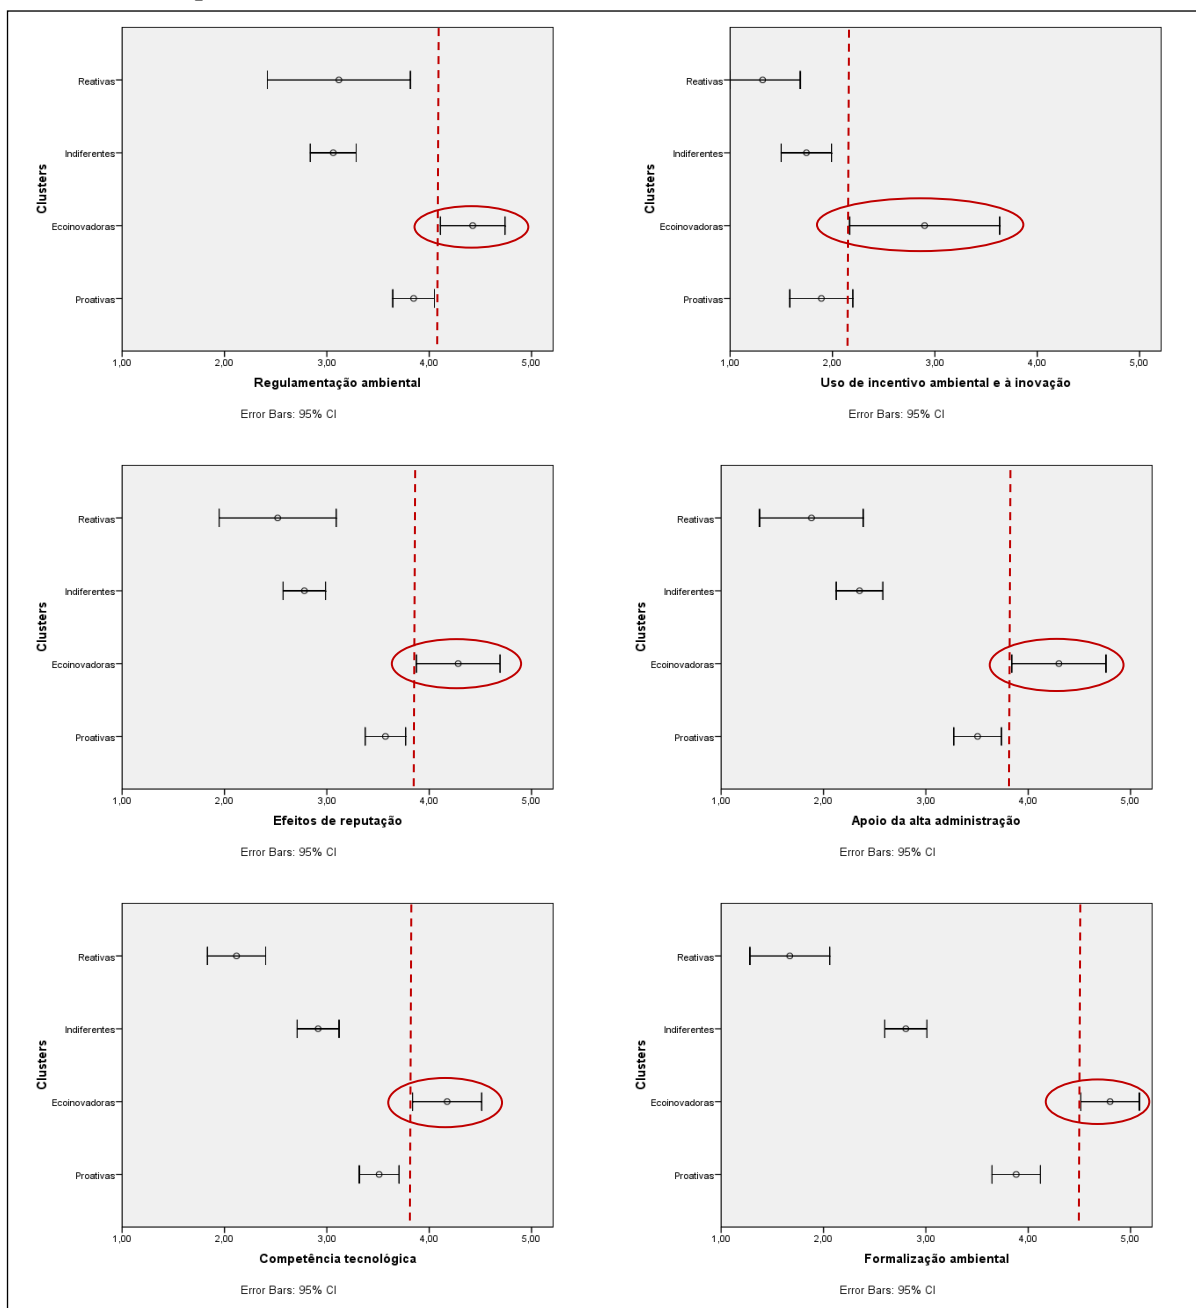 Reativas
Indiferentes
Ecoinovadoras
Proativas
Clusters
1,00 2,00 3,00 4,00 5,00
Regulamentação ambiental
Error Bars: 95% CI
Reativas
Indiferentes
Ecoinovadoras
Proativas
Clusters
1,00 2,00 3,00 4,00 5,00
Uso de incentivo ambiental e à inovação
Error Bars: 95% CI
Reativas
Indiferentes
Ecoinovadoras
Proativas
Clusters
1,00 2,00 3,00 4,00 5,00
Efeitos de reputação
Error Bars: 95% CI
Reativas
Indiferentes
Ecoinovadoras
Proativas
Clusters
1,00 2,00 3,00 4,00 5,00
Apoio da alta administração
Error Bars: 95% CI
Reativas
Indiferentes
Ecoinovadoras
Proativas
Clusters
1,00 2,00 3,00 4,00 5,00
Competência tecnológica
Error Bars: 95% CI
Reativas
Indiferentes
Ecoinovadoras
Proativas
Clusters
1,00 2,00 3,00 4,00 5,00
Formalização ambiental
Error Bars: 95% CI